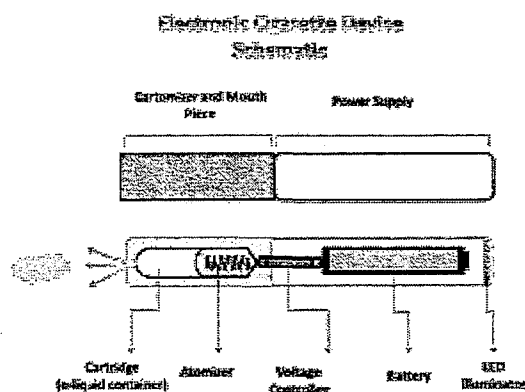 Electronic Cigarette Device
Schematic
Cartomizer and Mouth
Piece
Power Supply
Cartridge
(e-liquid container)
Atomizer
Voltage
Controller
Battery
LED
Illuminator